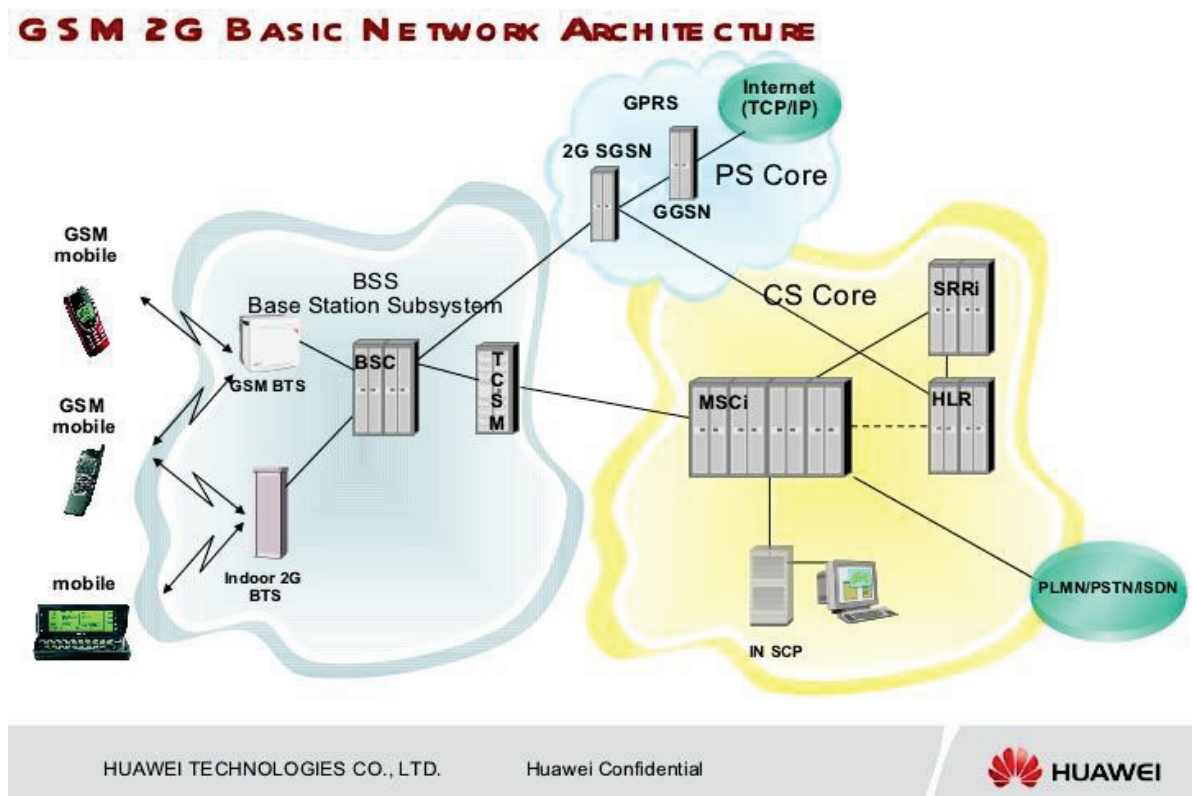 GSM 2G BASIC NETWORK ARCHITECTURE
Internet
(TCP/IP)
GPRS
2G SGSN
PS Core
GGSN
GSM
mobile
BSS
Base Station Subsystem
CS Core
SRRi
BSC
T
C
S
M
GSM BTS
GSM
mobile
MSCi
HLR
mobile
Indoor 2G
BTS
PLMN/PSTN/ISDN
IN SCP
HUAWEI TECHNOLOGIES CO., LTD.
Huawei Confidential
HUAWEI